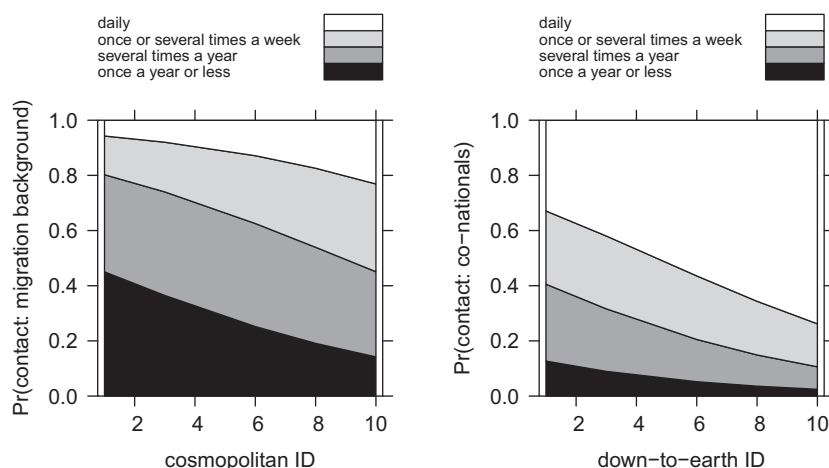 daily
once or several times a week
several times a year
once a year or less
Pr(contact: migration background)
1.0
0.8
0.6
0.4
0.2
0.0
2 4 6 8 10
cosmopolitan ID
daily
once or several times a week
several times a year
once a year or less
Pr(contact: co−nationals)
1.0
0.8
0.6
0.4
0.2
0.0
2 4 6 8 10
down−to−earth ID